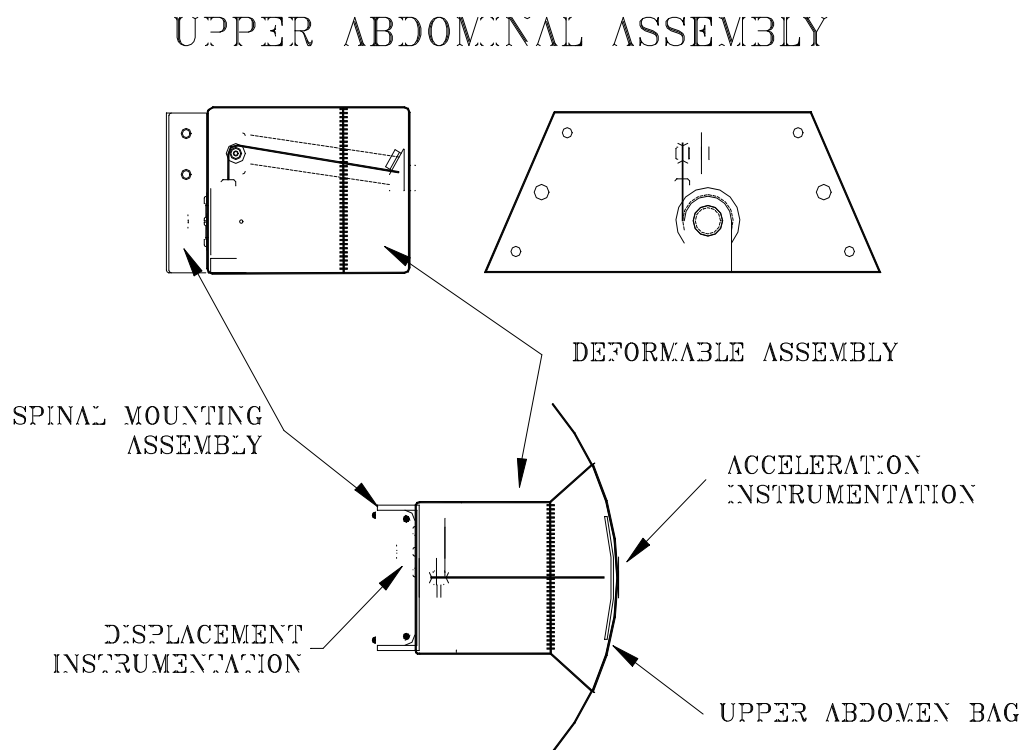 UPPER ABDOMINAL ASSEMBLY
DEFORMABLE ASSEMBLY
SPINAL MOUNTING
ASSEMBLY
ACCELERATION
INSTRUMENTATION
DISPLACEMENT
INSTRUMENTATION
UPPER ABDOMEN BAG